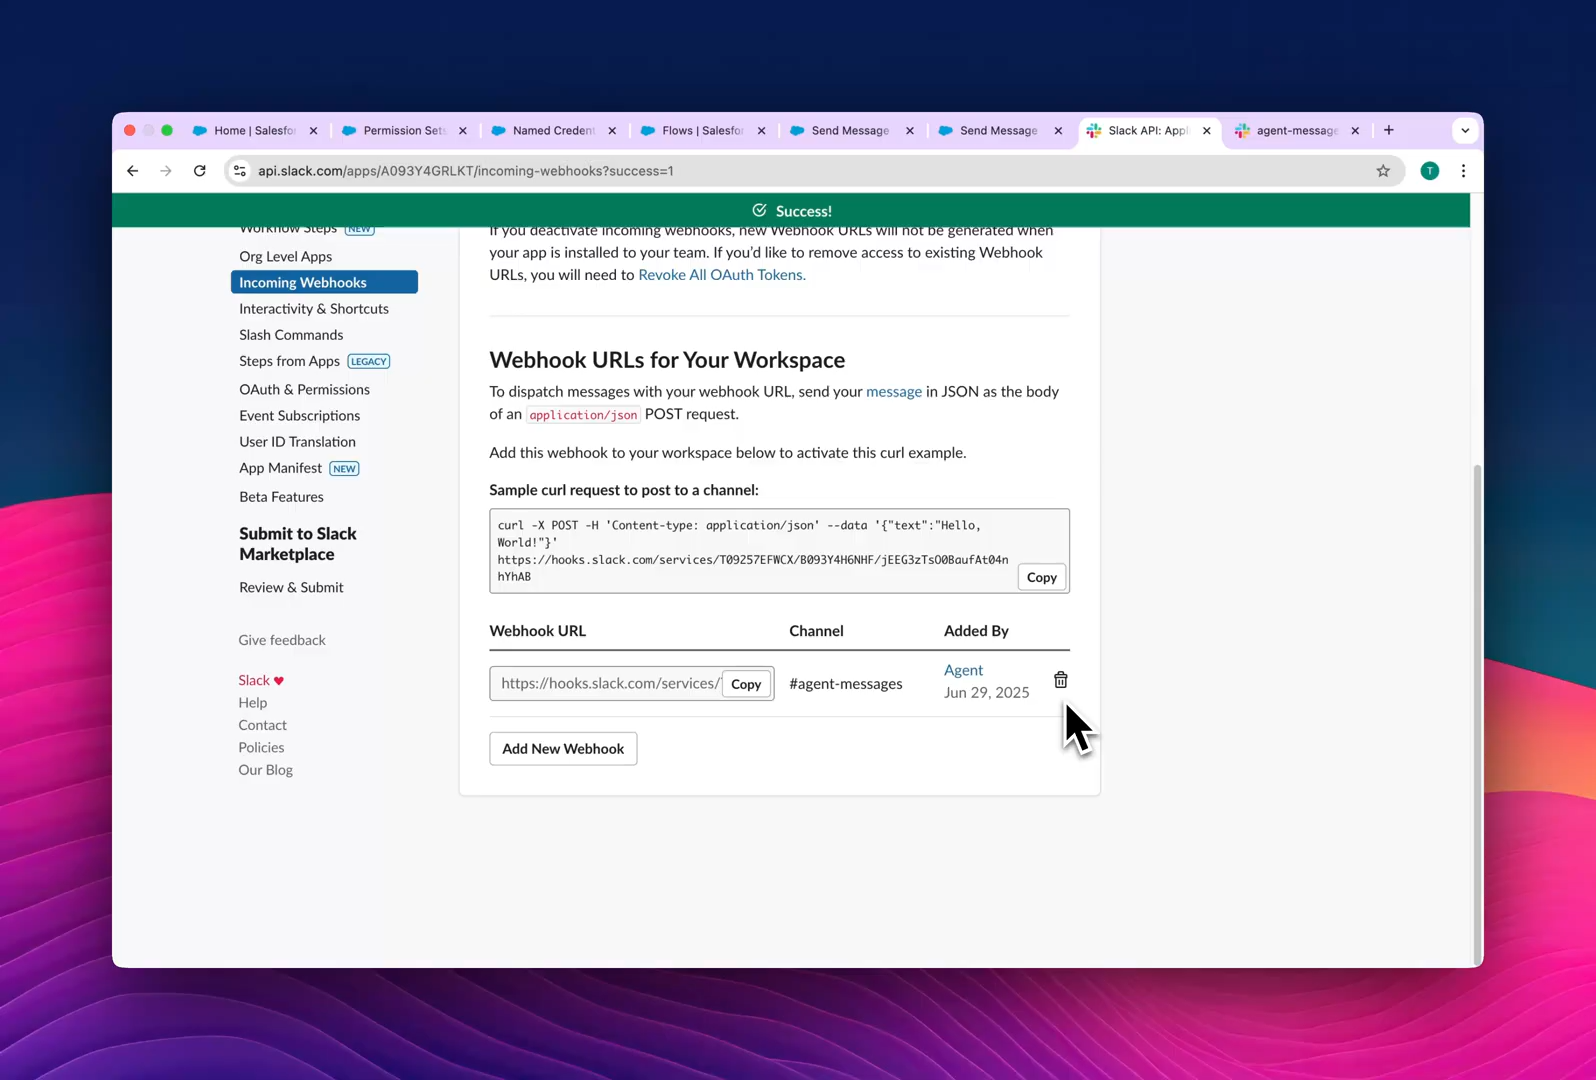 Home | Salesfo
Permission Sets
Named Creden
Flows | Salesfo
Send Message
Send Message
Slack API: Appl
agent-message
api.slack.com/apps/A093Y4GRLKT/incoming-webhooks?success=1
T
Success!
Workflow Steps NEW
Org Level Apps
Incoming Webhooks
Interactivity & Shortcuts
Slash Commands
Steps from Apps LEGACY
OAuth & Permissions
Event Subscriptions
User ID Translation
App Manifest NEW
Beta Features
Submit to Slack
Marketplace
Review & Submit
Give feedback
Slack
Help
Contact
Policies
Our Blog
If you deactivate incoming webhooks, new Webhook URLs will not be generated when
your app is installed to your team. If you'd like to remove access to existing Webhook
URLs, you will need to Revoke All OAuth Tokens.
Webhook URLs for Your Workspace
To dispatch messages with your webhook URL, send your message in JSON as the body
of an application/json POST request.
Add this webhook to your workspace below to activate this curl example.
Sample curl request to post to a channel:
curl -X POST -H 'Content-type: application/json' --data '{"text":"Hello,
World!"}'
https://hooks.slack.com/services/T09257EFWCX/B093Y4H6NHF/jEEG3zTsO0BaufAt04n
hYhAB
Copy
Webhook URL Channel Added By
https://hooks.slack.com/services/ Copy #agent-messages Agent
Jun 29, 2025
Add New Webhook